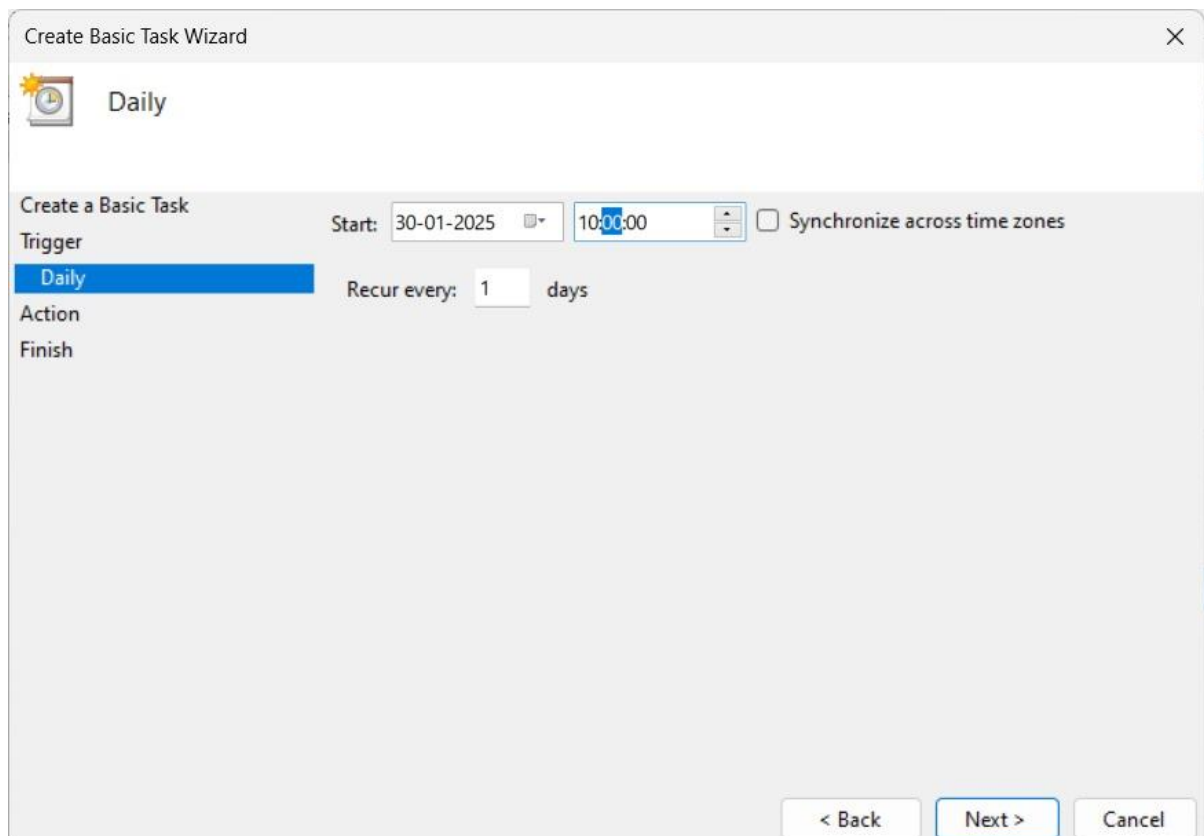 Create Basic Task Wizard
Daily
Create a Basic Task
Trigger
Daily
Action
Finish
Start: 30-01-2025 10:00:00 Synchronize across time zones
Recur every: 1 days
< Back Next > Cancel